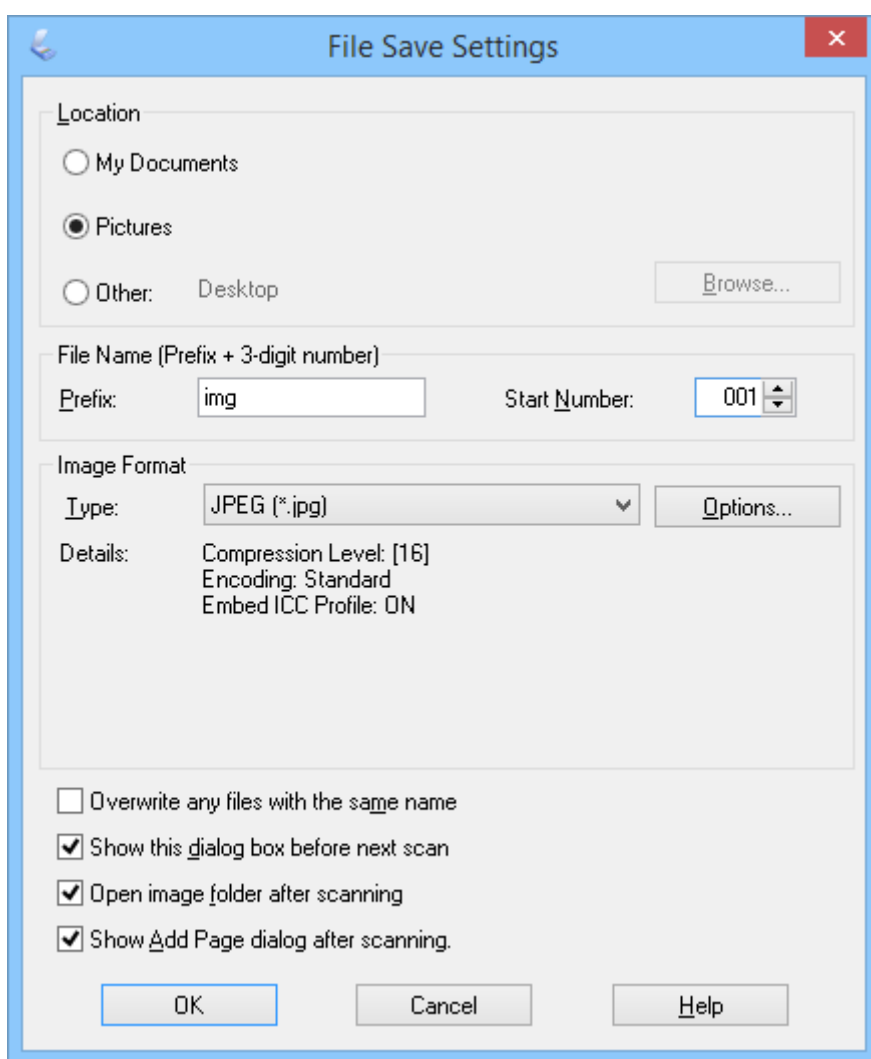 File Save Settings
Location
My Documents
Pictures
Other: Desktop Browse...
File Name (Prefix + 3-digit number)
Prefix: img Start Number: 001
Image Format
Type: JPEG (*.jpg) Options...
Details: Compression Level: [16]
Encoding: Standard
Embed ICC Profile: ON
Overwrite any files with the same name
Show this dialog box before next scan
Open image folder after scanning
Show Add Page dialog after scanning.
OK Cancel Help